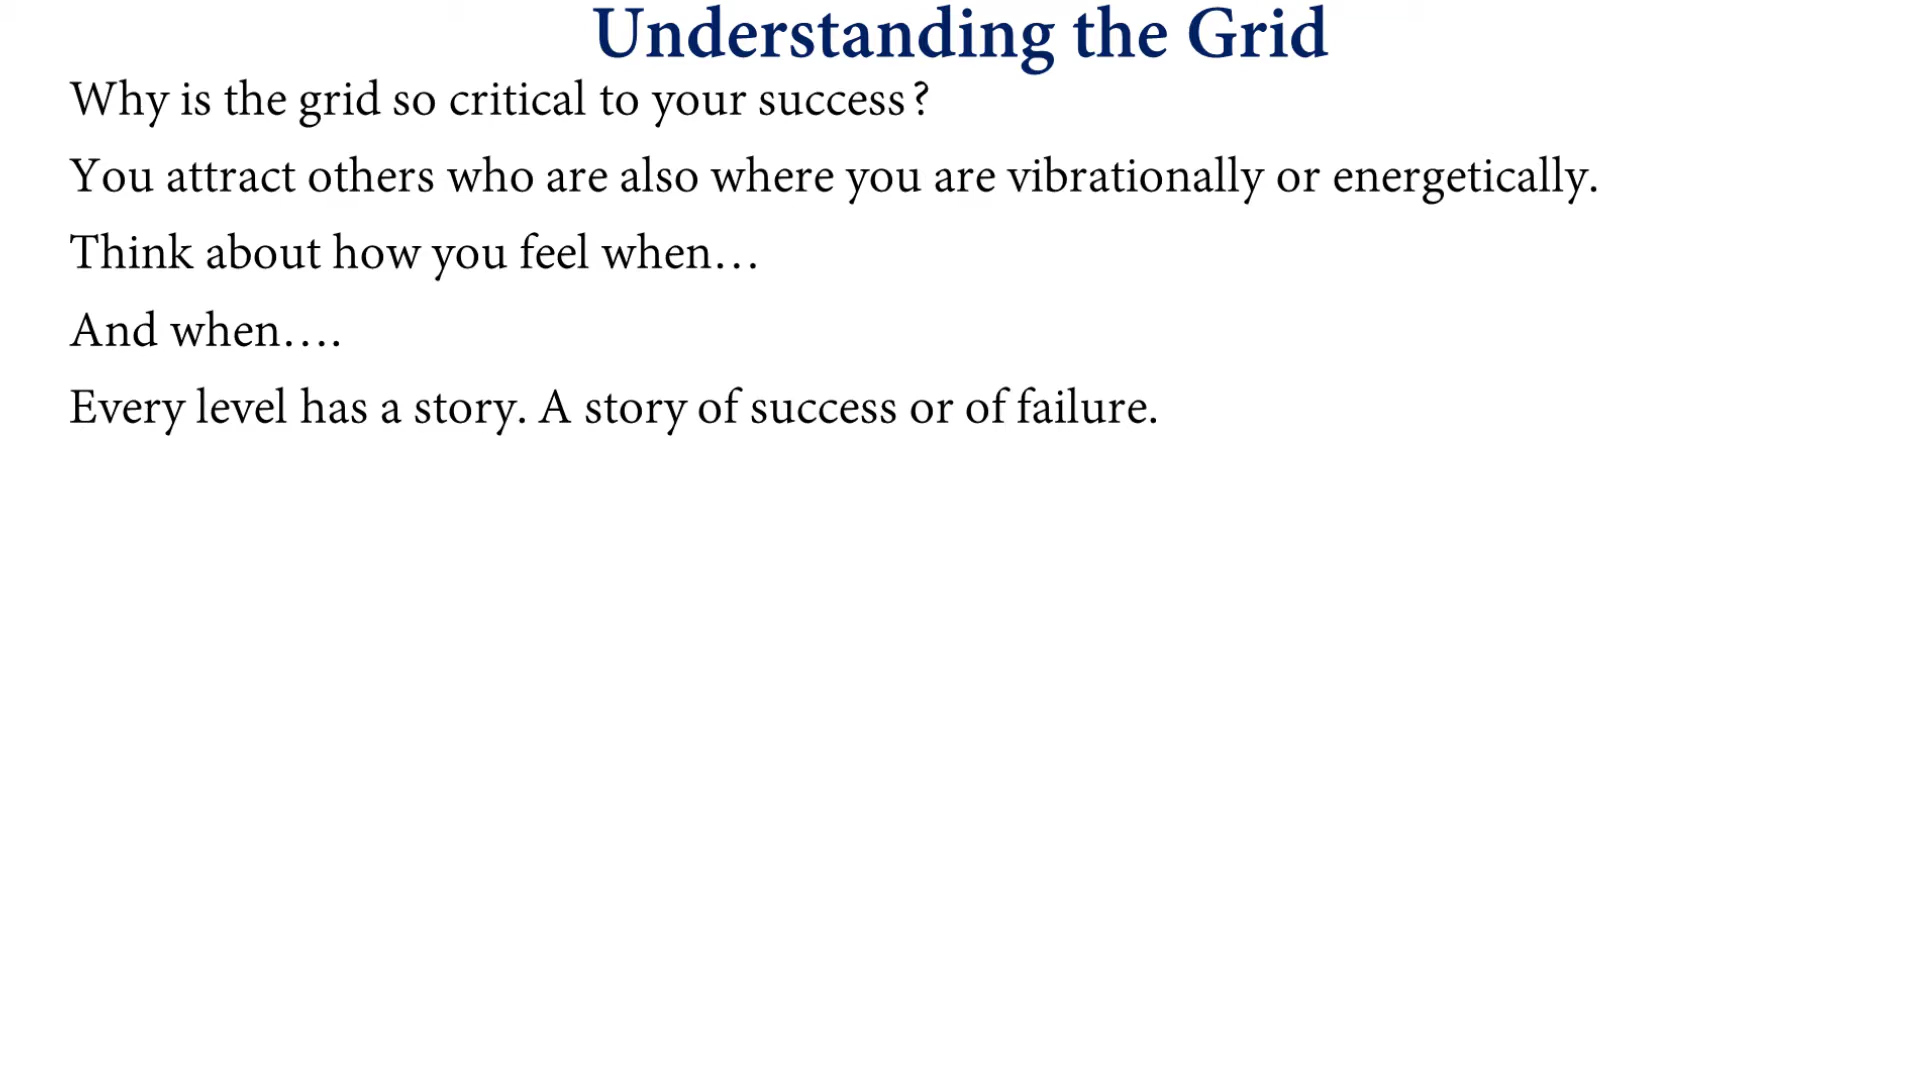 Understanding the Grid
Why is the grid so critical to your success?
You attract others who are also where you are vibrationally or energetically.
Think about how you feel when…
And when….
Every level has a story. A story of success or of failure.